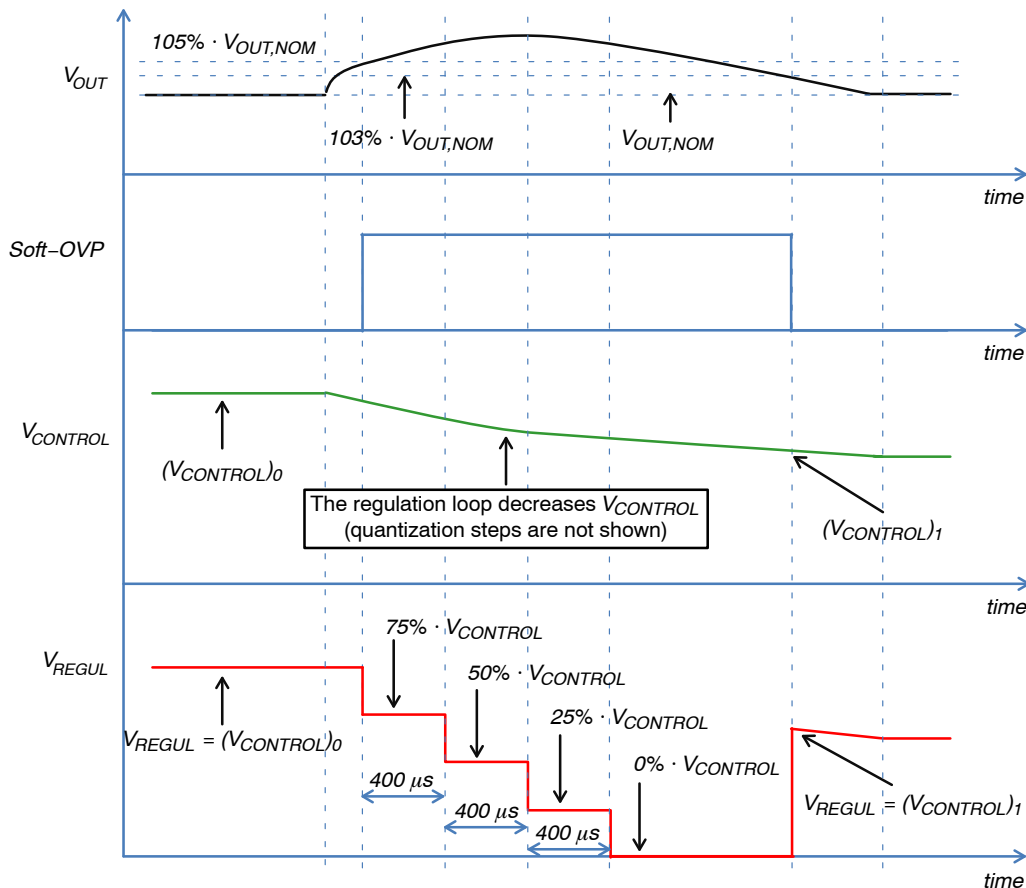 105% · VOUT,NOM
VOUT
103% · VOUT,NOM
VOUT,NOM
time
Soft−OVP
time
VCONTROL
(VCONTROL)0
The regulation loop decreases VCONTROL
(quantization steps are not shown)
(VCONTROL)1
time
75% · VCONTROL
VREGUL
50% · VCONTROL
25% · VCONTROL
VREGUL = (VCONTROL)0
0% · VCONTROL
400 μs
VREGUL = (VCONTROL)1
400 μs
400 μs
time